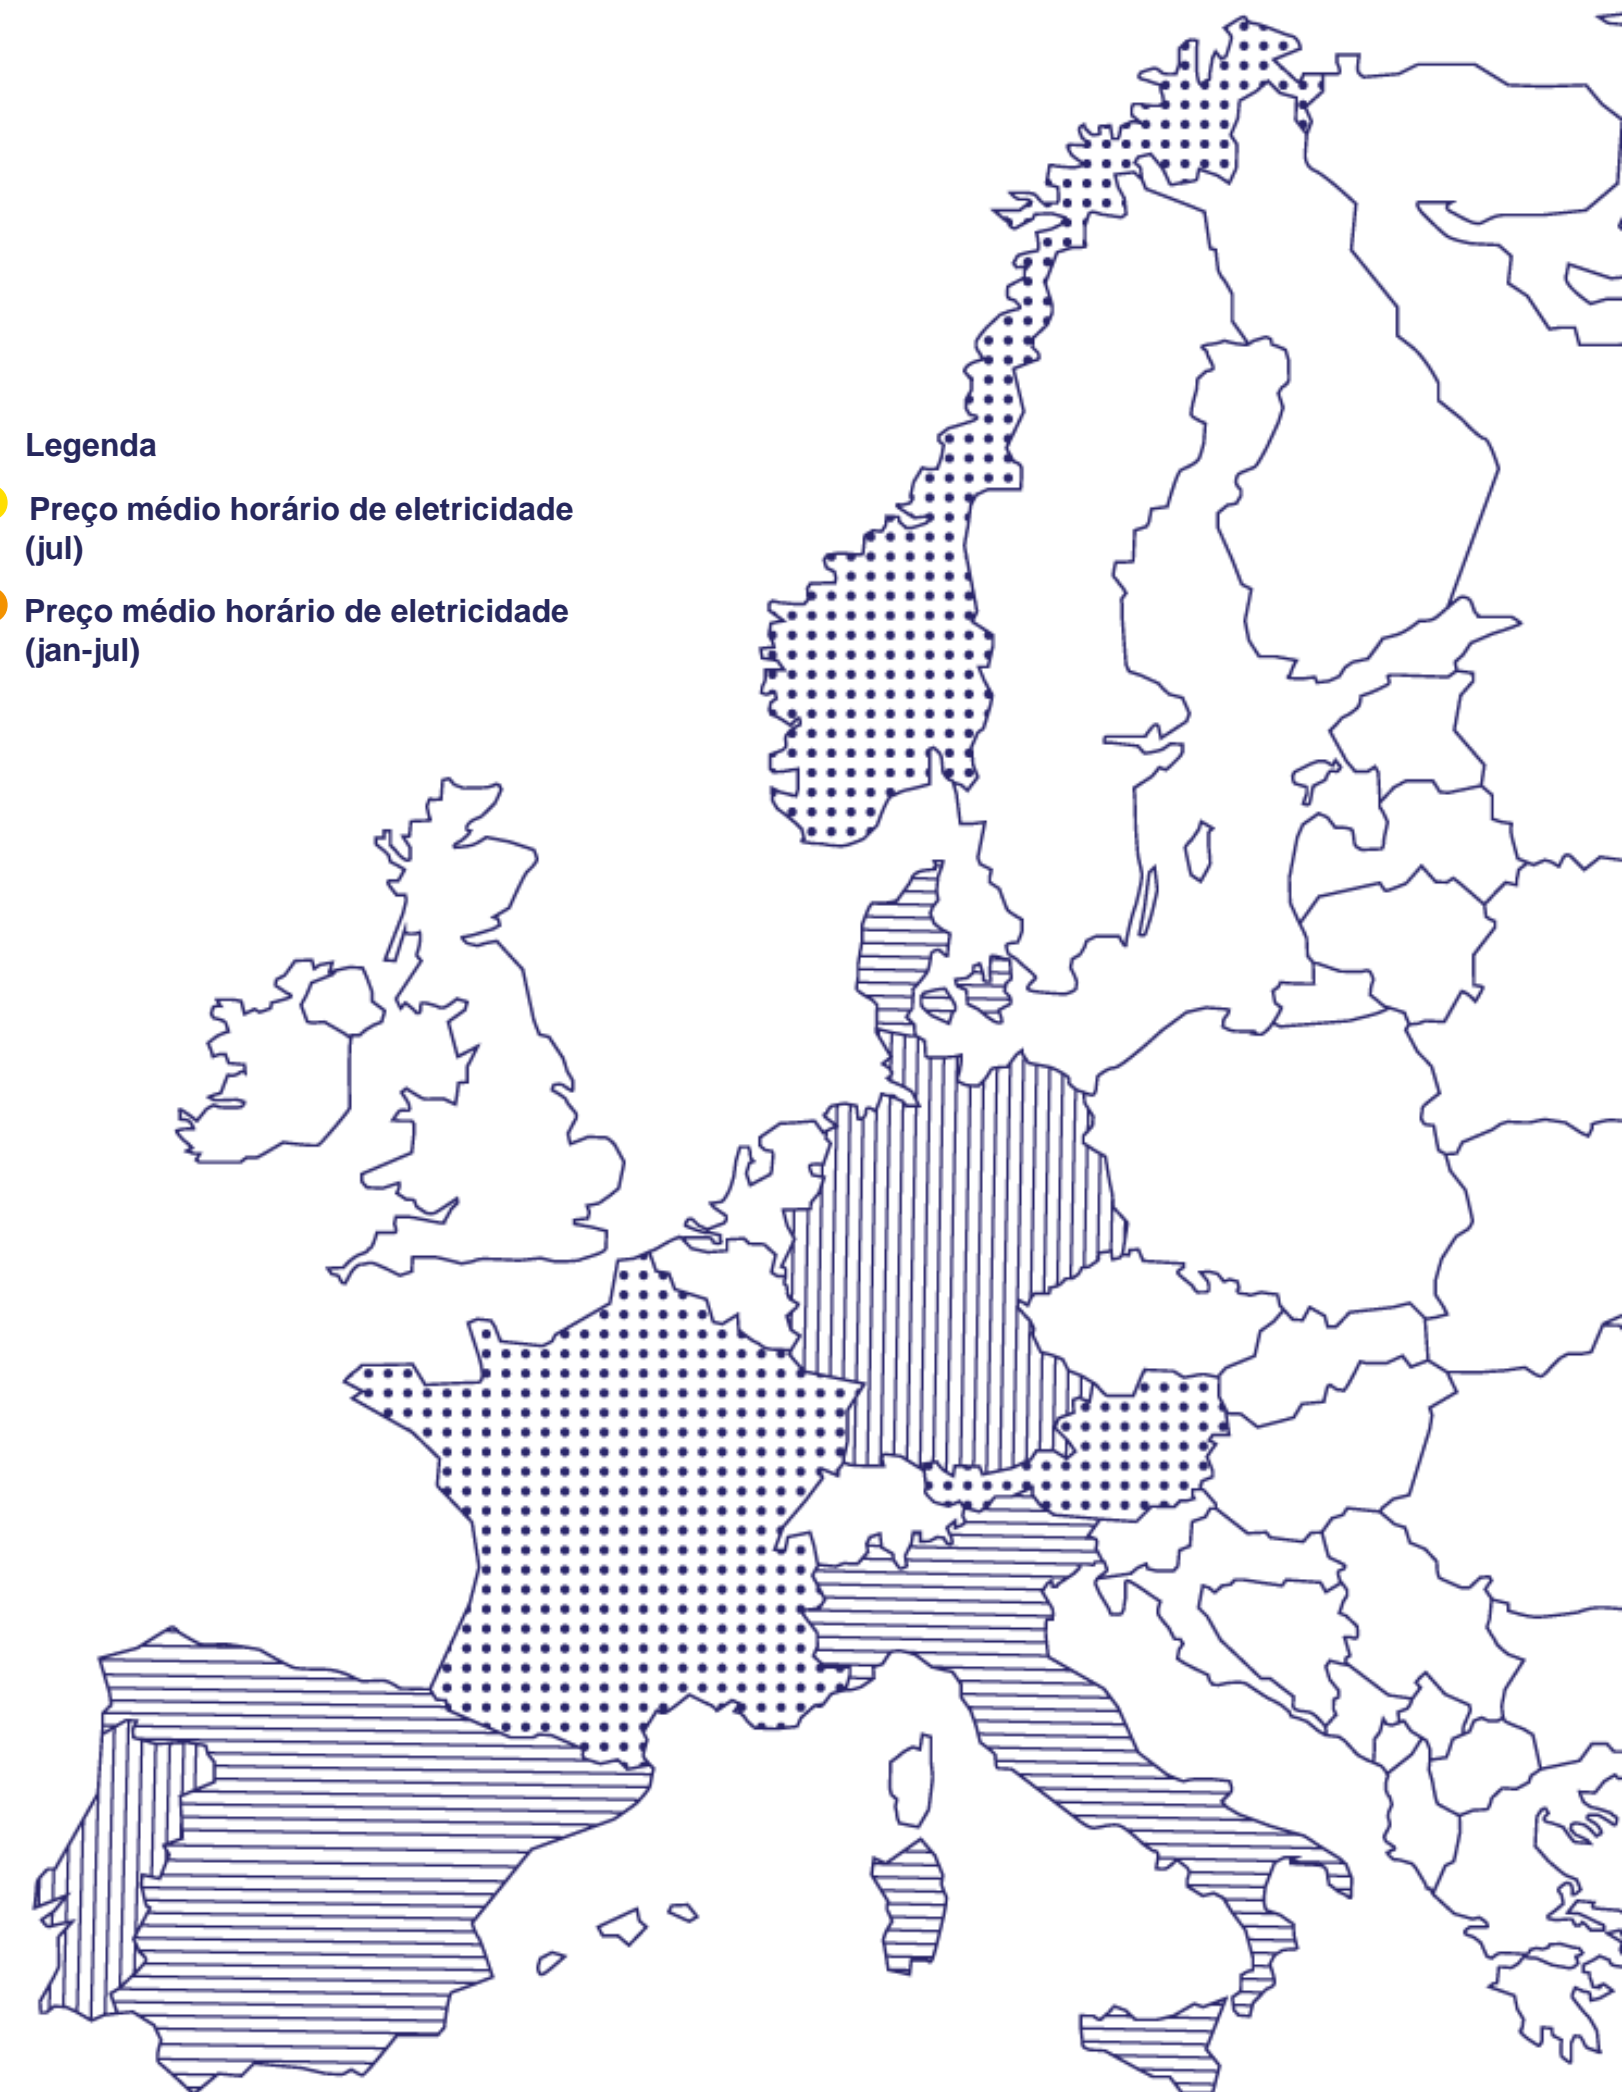 Legenda
Preço médio horário de eletricidade
(jul)
Preço médio horário de eletricidade
(jan-jul)